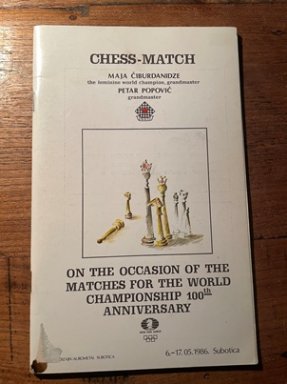 CHESS-MATCH
MAJA ČIBURDANIDZE
the feminine world champion, grandmaster
PETAR POPOVIĆ
grandmaster
ON THE OCCASION OF THE
MATCHES FOR THE WORLD
CHAMPIONSHIP 100th
ANNIVERSARY
SUBOTICA
6.—17. 05. 1986. Subotica